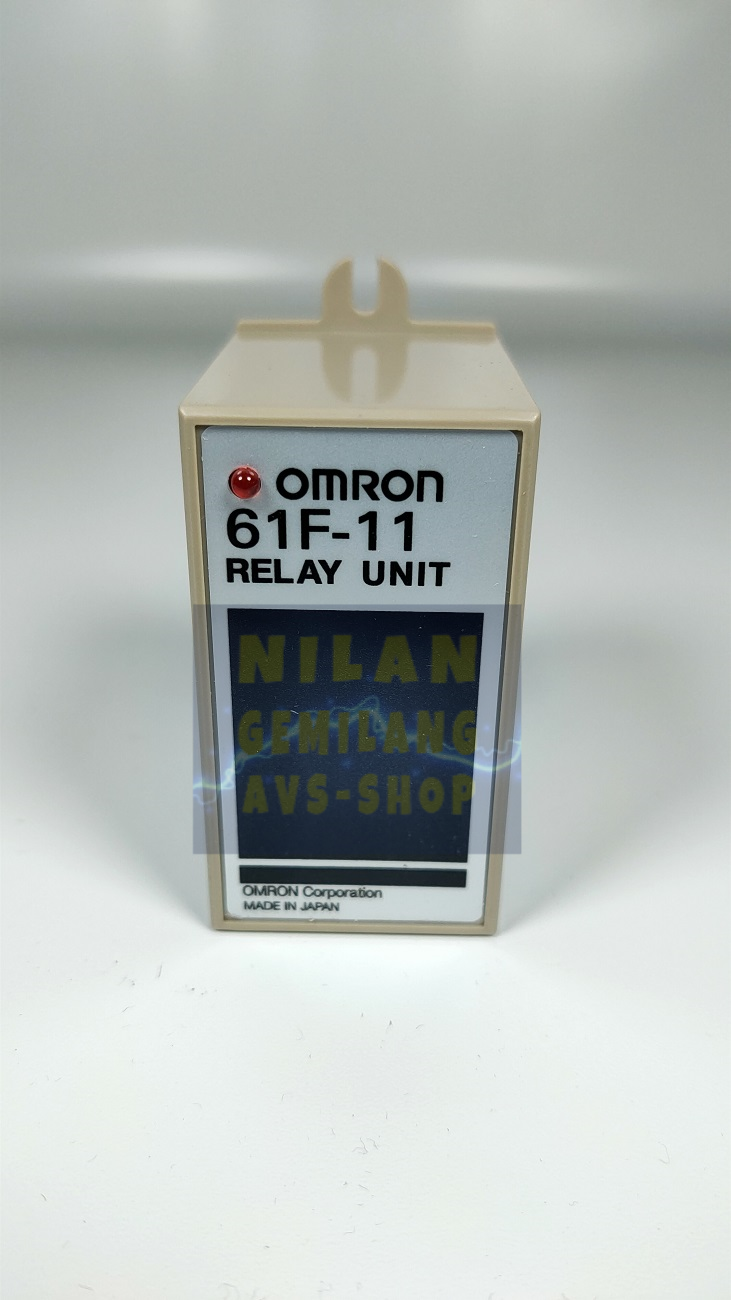 OMRON
61F-11
RELAY UNIT
NILAN
GEMILANG
AVS-SHOP
OMRON Corporation
MADE IN JAPAN